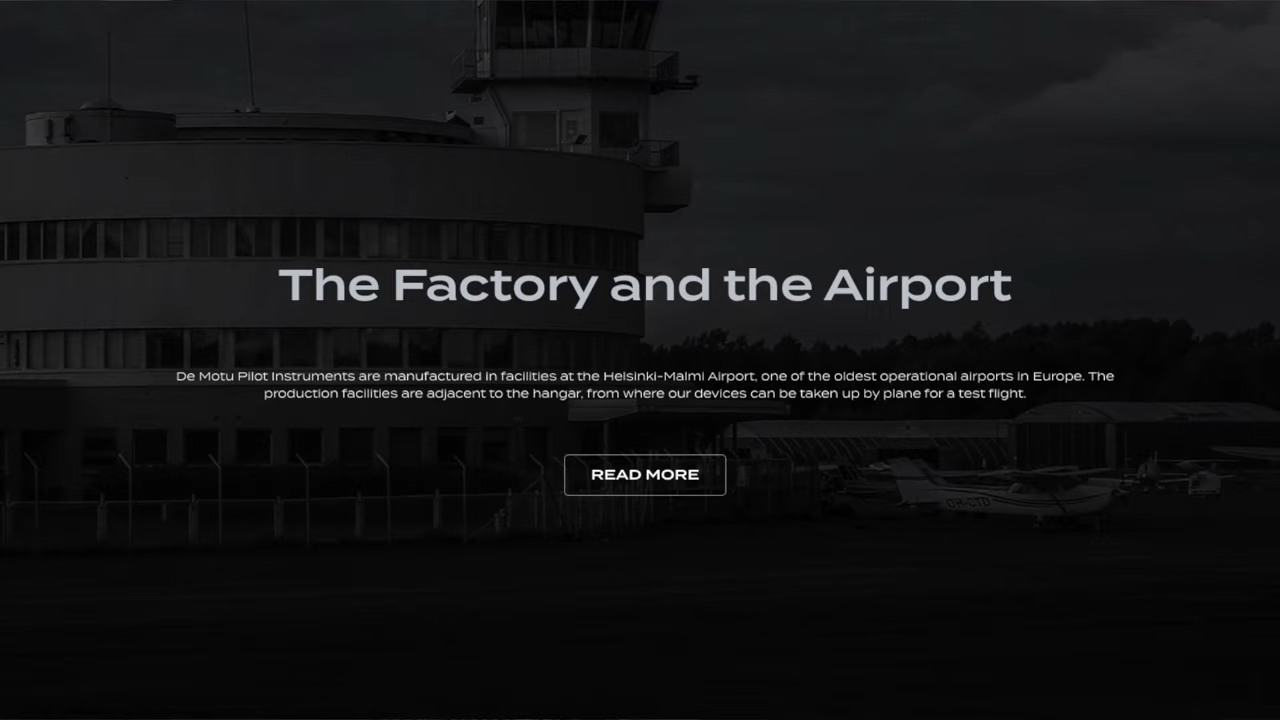 The Factory and the Airport
De Motu Pilot Instruments are manufactured in facilities at the Helsinki-Malmi Airport, one of the oldest operational airports in Europe. The
production facilities are adjacent to the hangar, from where our devices can be taken up by plane for a test flight.
READ MORE
OH-CTD